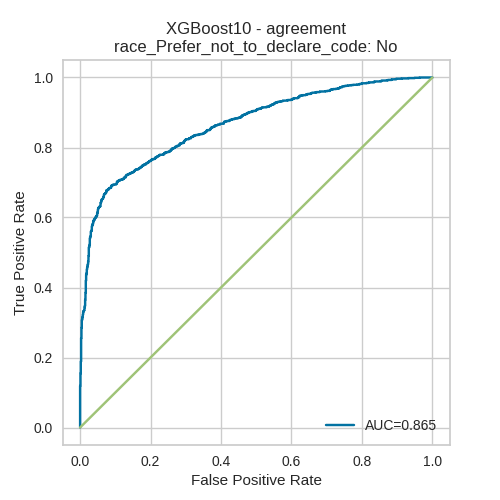 XGBoost10 - agreement
race_Prefer_not_to_declare_code: No
1.0
0.8
0.6
0.4
0.2
0.0
True Positive Rate
AUC=0.865
0.0 0.2 0.4 0.6 0.8 1.0
False Positive Rate